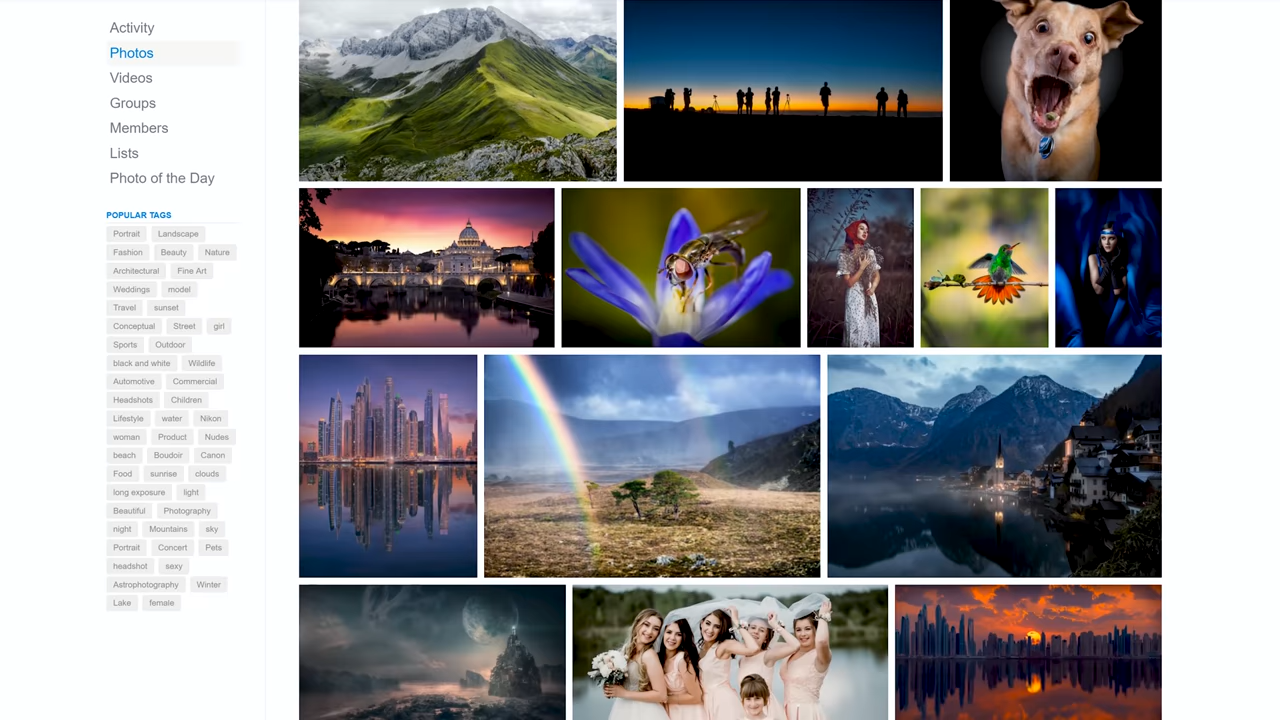 Activity
Photos
Videos
Groups
Members
Lists
Photo of the Day
POPULAR TAGS
Portrait Landscape
Fashion Beauty Nature
Architectural Fine Art
Weddings model
Travel sunset
Conceptual Street girl
Sports Outdoor
black and white Wildlife
Automotive Commercial
Headshots Children
Lifestyle water Nikon
woman Product Nudes
beach Boudoir Canon
Food sunrise clouds
long exposure light
Beautiful Photography
night Mountains sky
Portrait Concert Pets
headshot sexy
Astrophotography Winter
Lake female